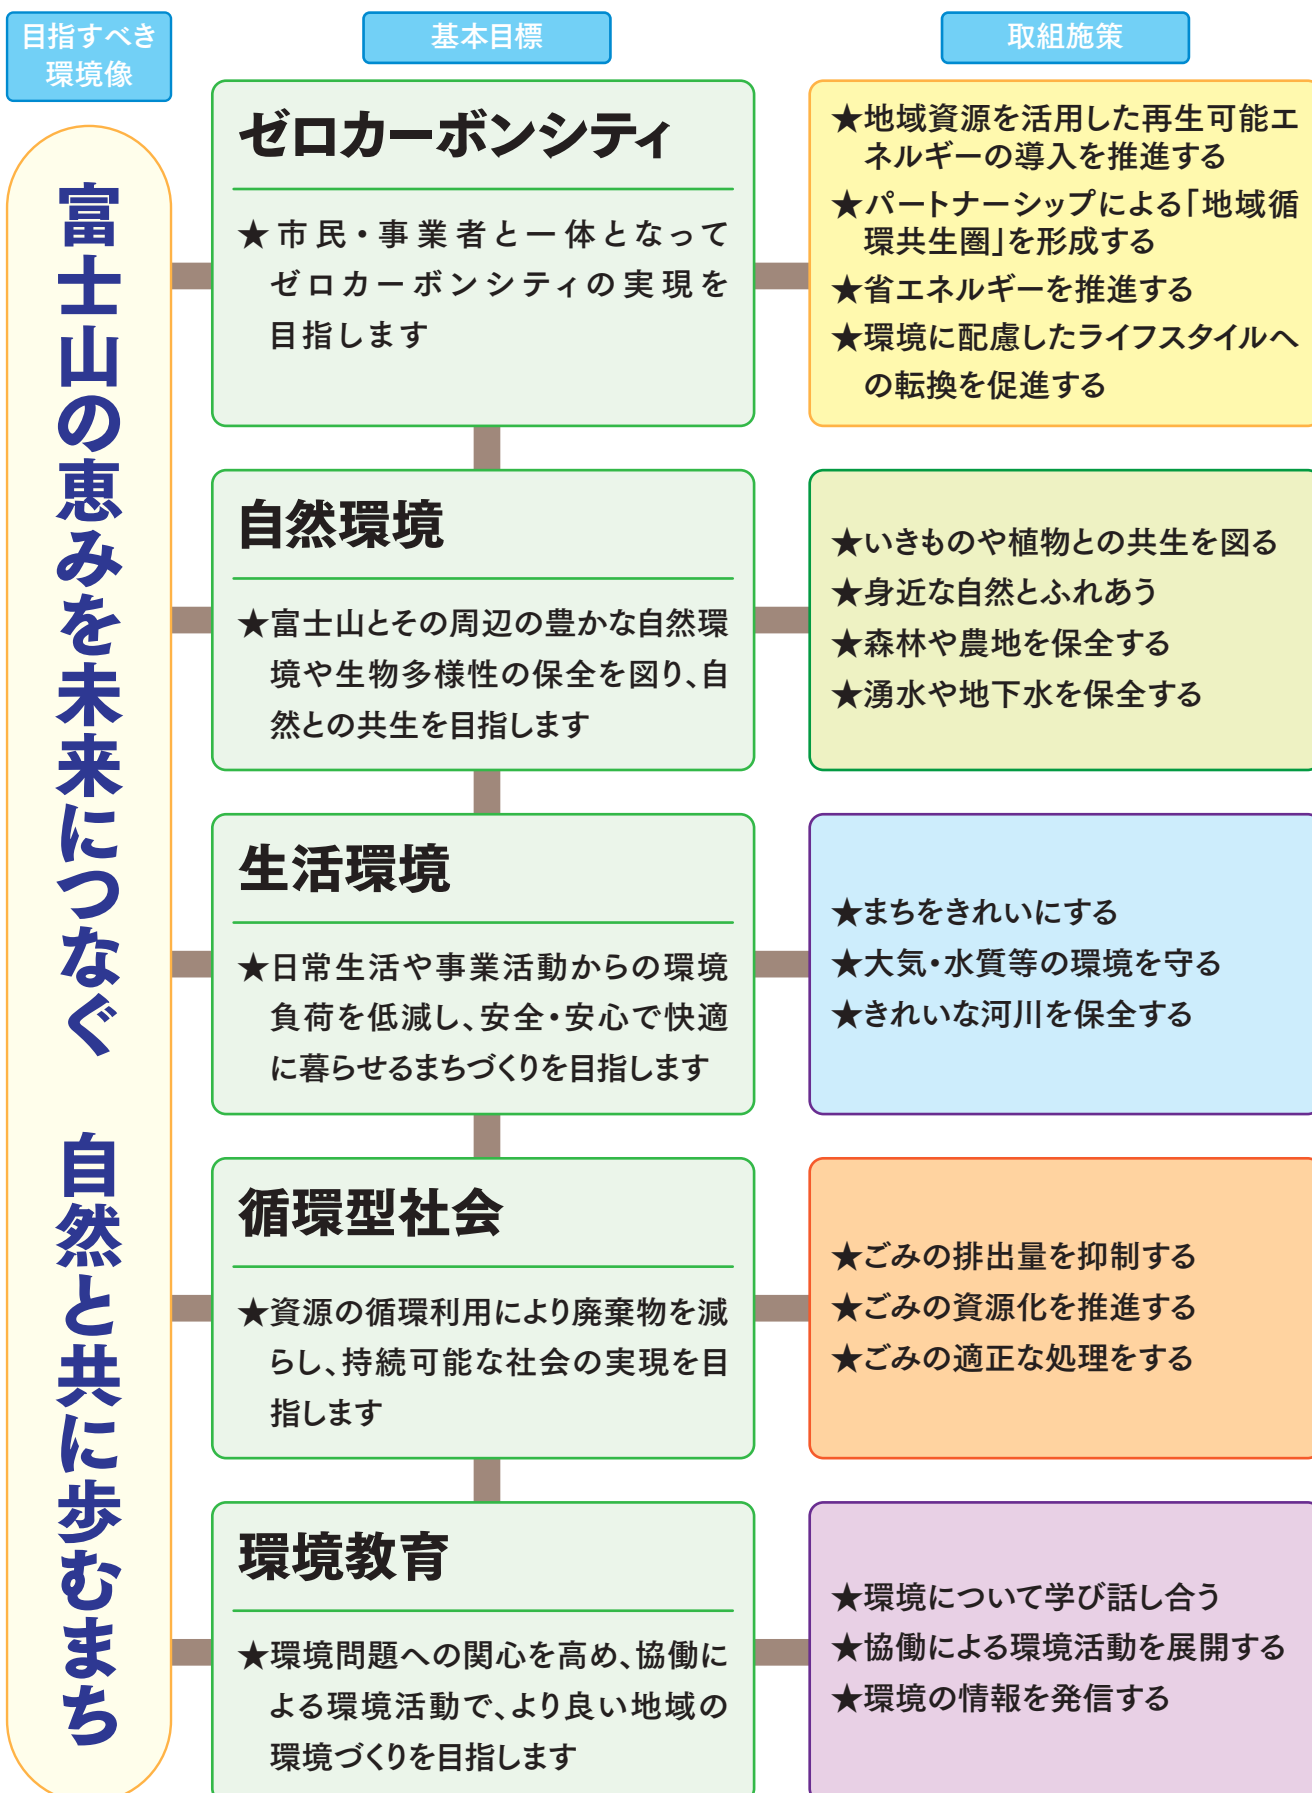 目指すべき
環境像
基本目標
取組施策
富士山の恵みを未来につなぐ　自然と共に歩むまち
ゼロカーボンシティ
★市民・事業者と一体となって
ゼロカーボンシティの実現を
目指します
★地域資源を活用した再生可能エ
ネルギーの導入を推進する
★パートナーシップによる「地域循
環共生圏」を形成する
★省エネルギーを推進する
★環境に配慮したライフスタイルへ
の転換を促進する
自然環境
★富士山とその周辺の豊かな自然環
境や生物多様性の保全を図り、自
然との共生を目指します
★いきものや植物との共生を図る
★身近な自然とふれあう
★森林や農地を保全する
★湧水や地下水を保全する
生活環境
★日常生活や事業活動からの環境
負荷を低減し、安全・安心で快適
に暮らせるまちづくりを目指します
★まちをきれいにする
★大気・水質等の環境を守る
★きれいな河川を保全する
循環型社会
★資源の循環利用により廃棄物を減
らし、持続可能な社会の実現を目
指します
★ごみの排出量を抑制する
★ごみの資源化を推進する
★ごみの適正な処理をする
環境教育
★環境問題への関心を高め、協働に
よる環境活動で、より良い地域の
環境づくりを目指します
★環境について学び話し合う
★協働による環境活動を展開する
★環境の情報を発信する